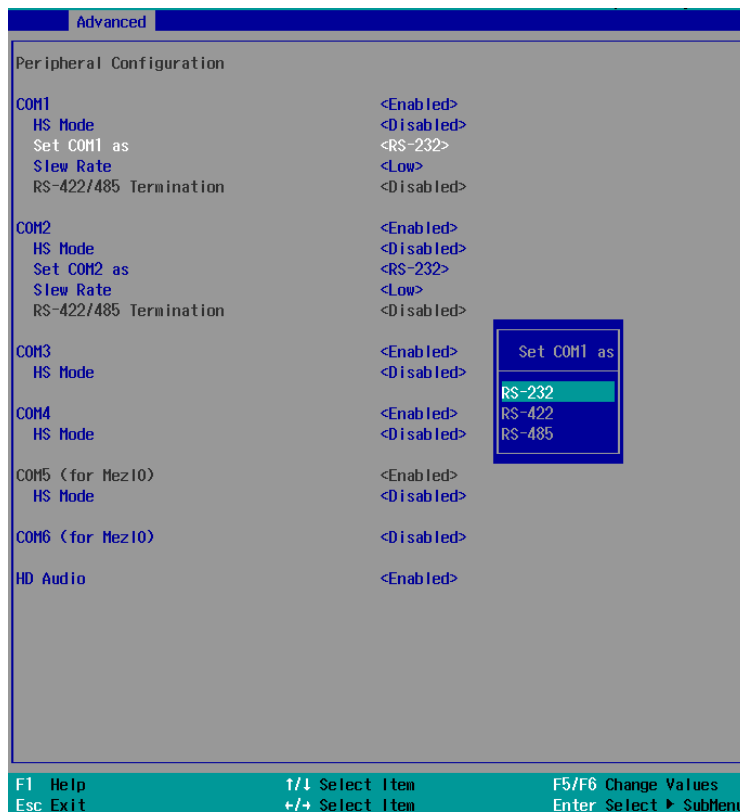 Advanced
Peripheral Configuration
COM1 <Enabled>
HS Mode <Disabled>
Set COM1 as <RS-232>
Slew Rate <Low>
RS-422/485 Termination <Disabled>
COM2 <Enabled>
HS Mode <Disabled>
Set COM2 as <RS-232>
Slew Rate <Low>
RS-422/485 Termination <Disabled>
COM3 <Enabled>
HS Mode <Disabled>
COM4 <Enabled>
HS Mode <Disabled>
COM5 (for MezIO) <Enabled>
HS Mode <Disabled>
COM6 (for MezIO) <Disabled>
HD Audio <Enabled>
Set COM1 as
RS-232
RS-422
RS-485
F1 Help ↑/↓ Select Item F5/F6 Change Values
Esc Exit ←/→ Select Item Enter Select ▶ SubMenu